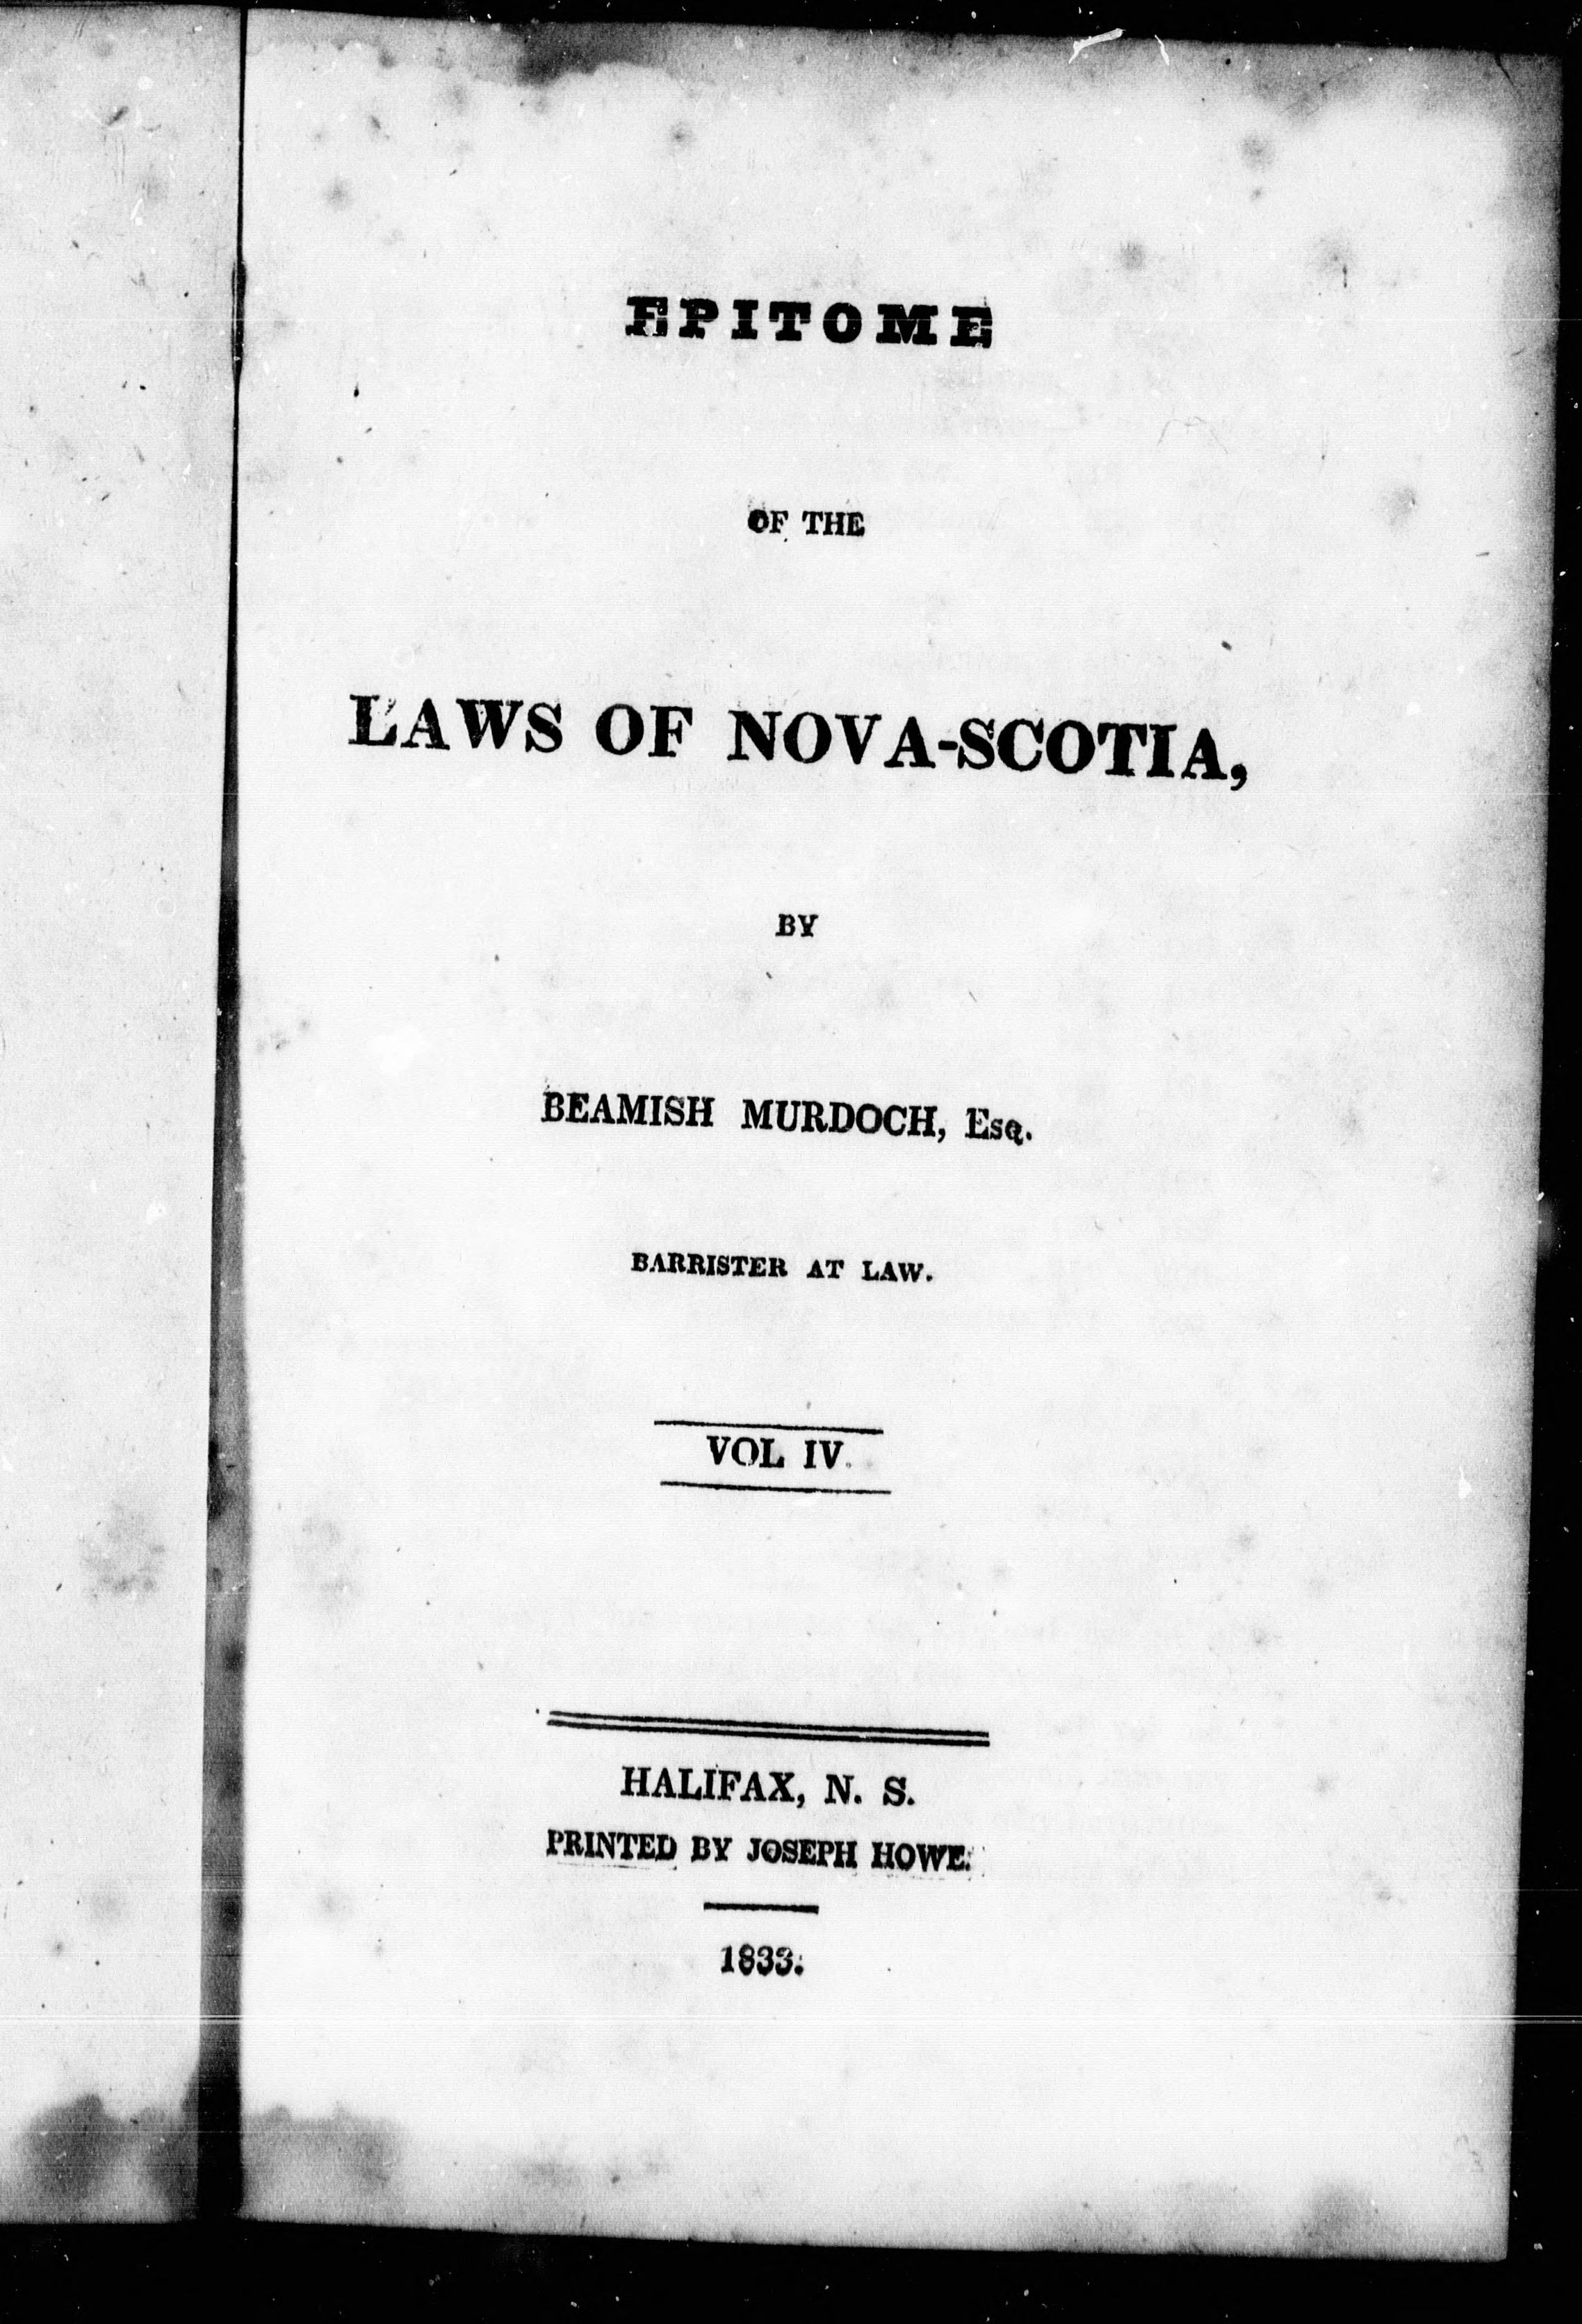 EPITOME
OF THE
LAWS OF NOVA-SCOTIA,
BY
BEAMISH MURDOCH, Esq.
BARRISTER AT LAW.
VOL IV.
HALIFAX, N. S.
PRINTED BY JOSEPH HOWE.
1833.